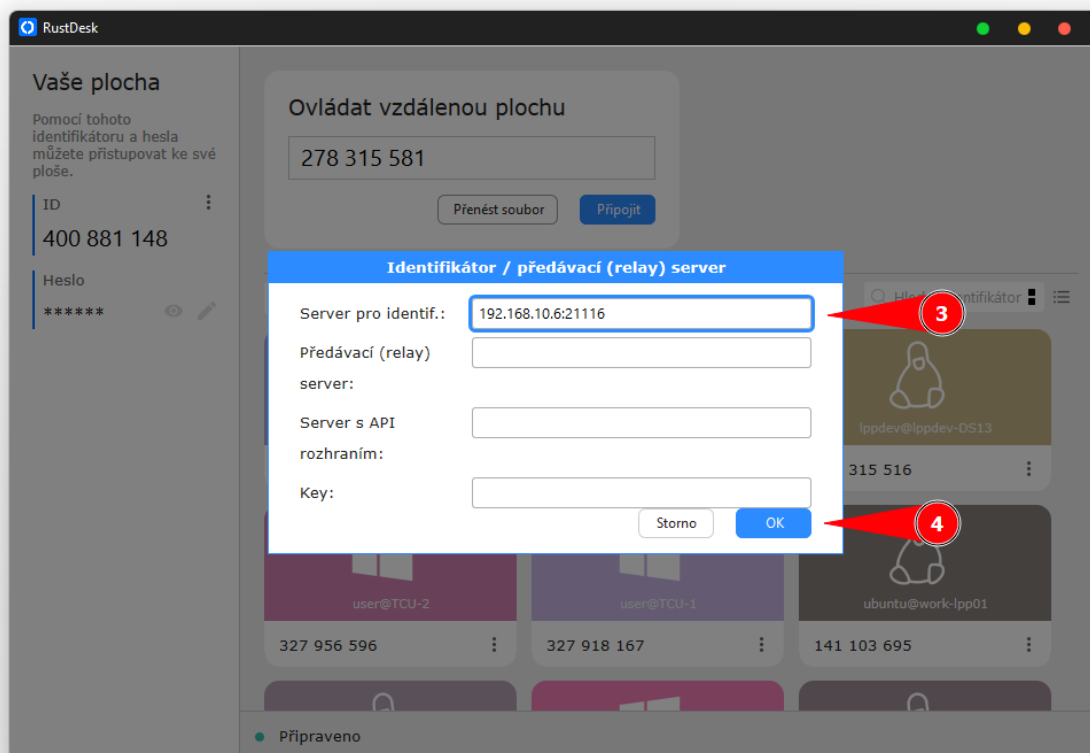 RustDesk
Vaše plocha
Pomocí tohoto
identifikátoru a hesla
můžete přistupovat ke své
ploše.
ID
400 881 148
Heslo
******
Ovládat vzdálenou plochu
278 315 581
Přenést soubor
Připojit
Identifikátor / předávací (relay) server
Server pro identif.:
192.168.10.6:21116
Předávací (relay)
server:
Server s API
rozhraním:
Key:
Storno
OK
3
4
identifikátor
lppdev@lppdev-DS13
315 516
user@TCU-2
user@TCU-1
ubuntu@work-lpp01
327 956 596
327 918 167
141 103 695
Připraveno